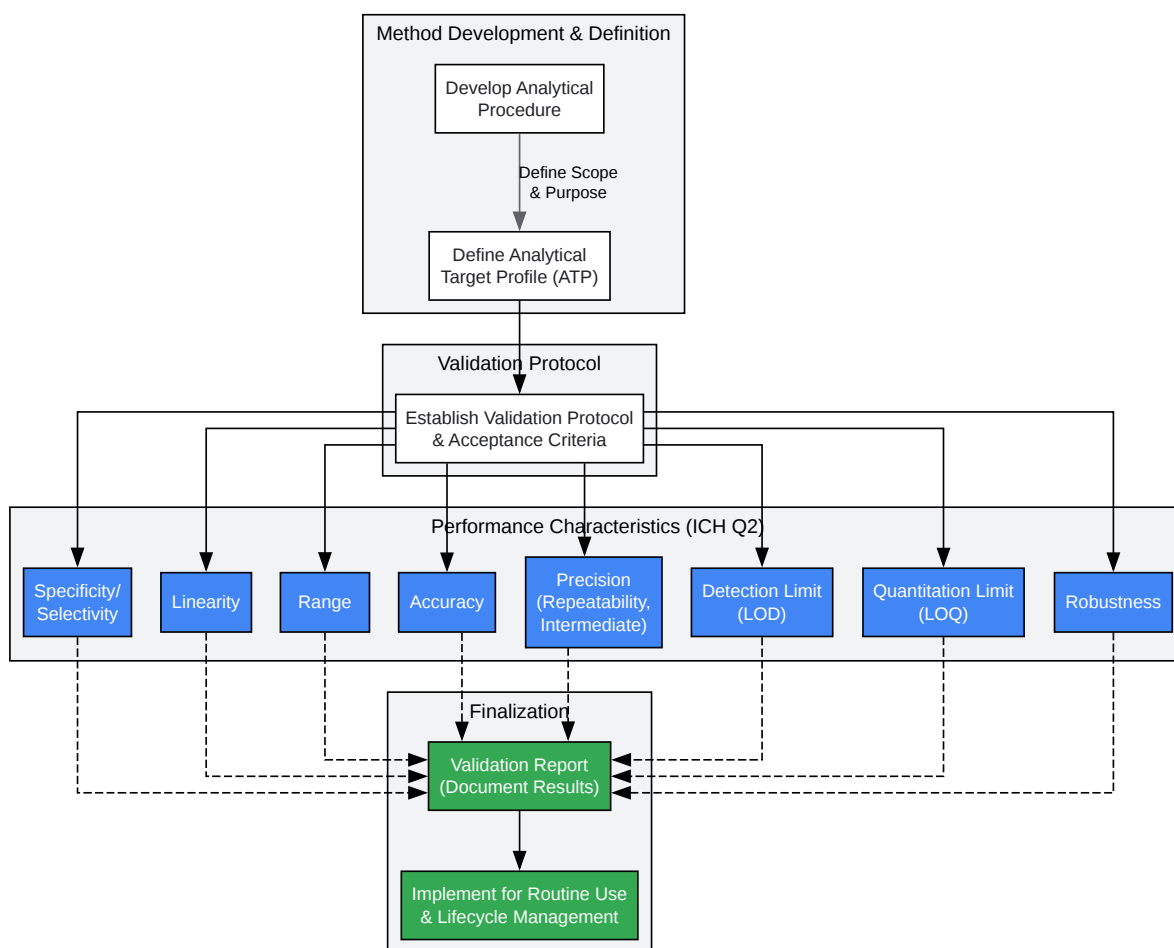 Method Development & Definition
Develop Analytical
Procedure
Define Scope
& Purpose
Define Analytical
Target Profile (ATP)
Validation Protocol
Establish Validation Protocol
& Acceptance Criteria
Performance Characteristics (ICH Q2)
Specificity/
Selectivity
Linearity
Range
Accuracy
Precision
(Repeatability,
Intermediate)
Detection Limit
(LOD)
Quantitation Limit
(LOQ)
Robustness
Finalization
Validation Report
(Document Results)
Implement for Routine Use
& Lifecycle Management